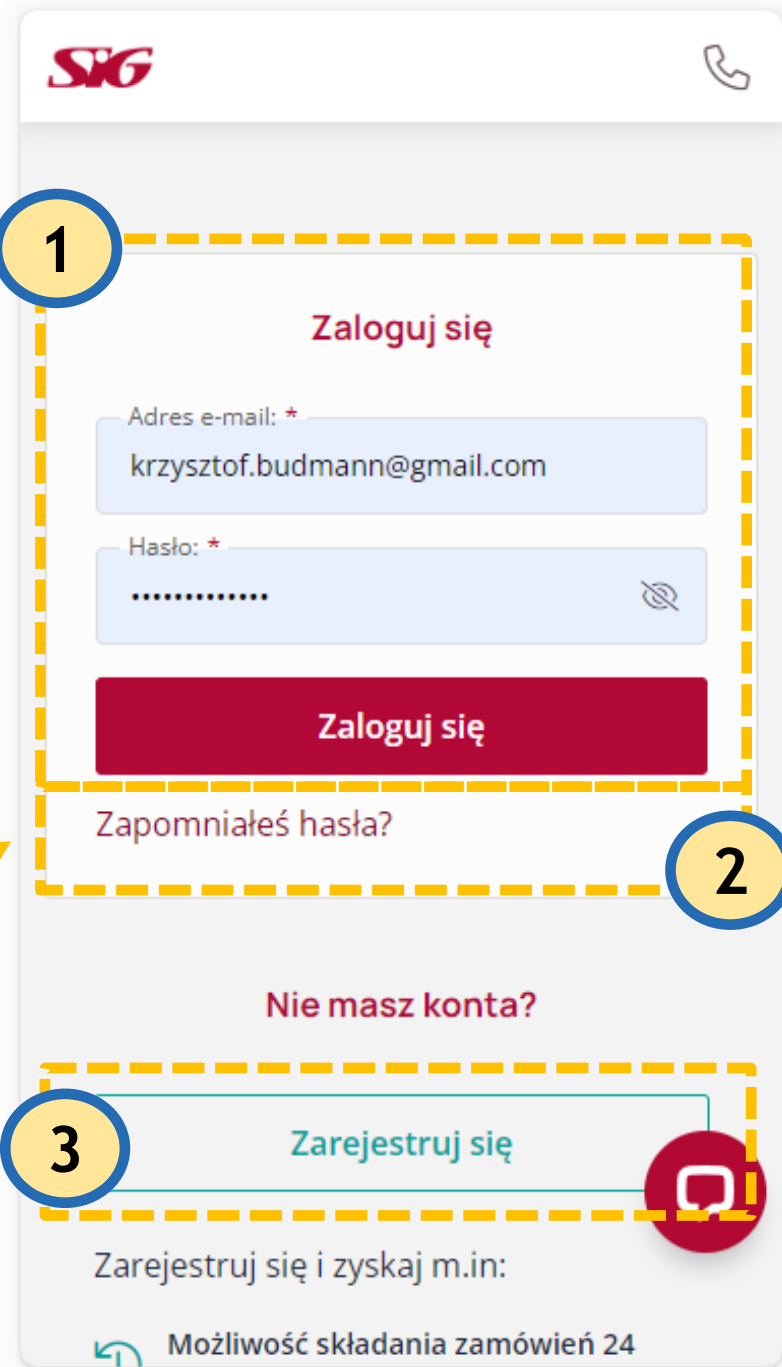 SiG
1
Zaloguj się
Adres e-mail: *
krzysztof.budmann@gmail.com
Hasło: *
•••••••••••••
Zaloguj się
Zapomniałeś hasła?
2
Nie masz konta?
3
Zarejestruj się
Zarejestruj się i zyskaj m.in:
Możliwość składania zamówień 24